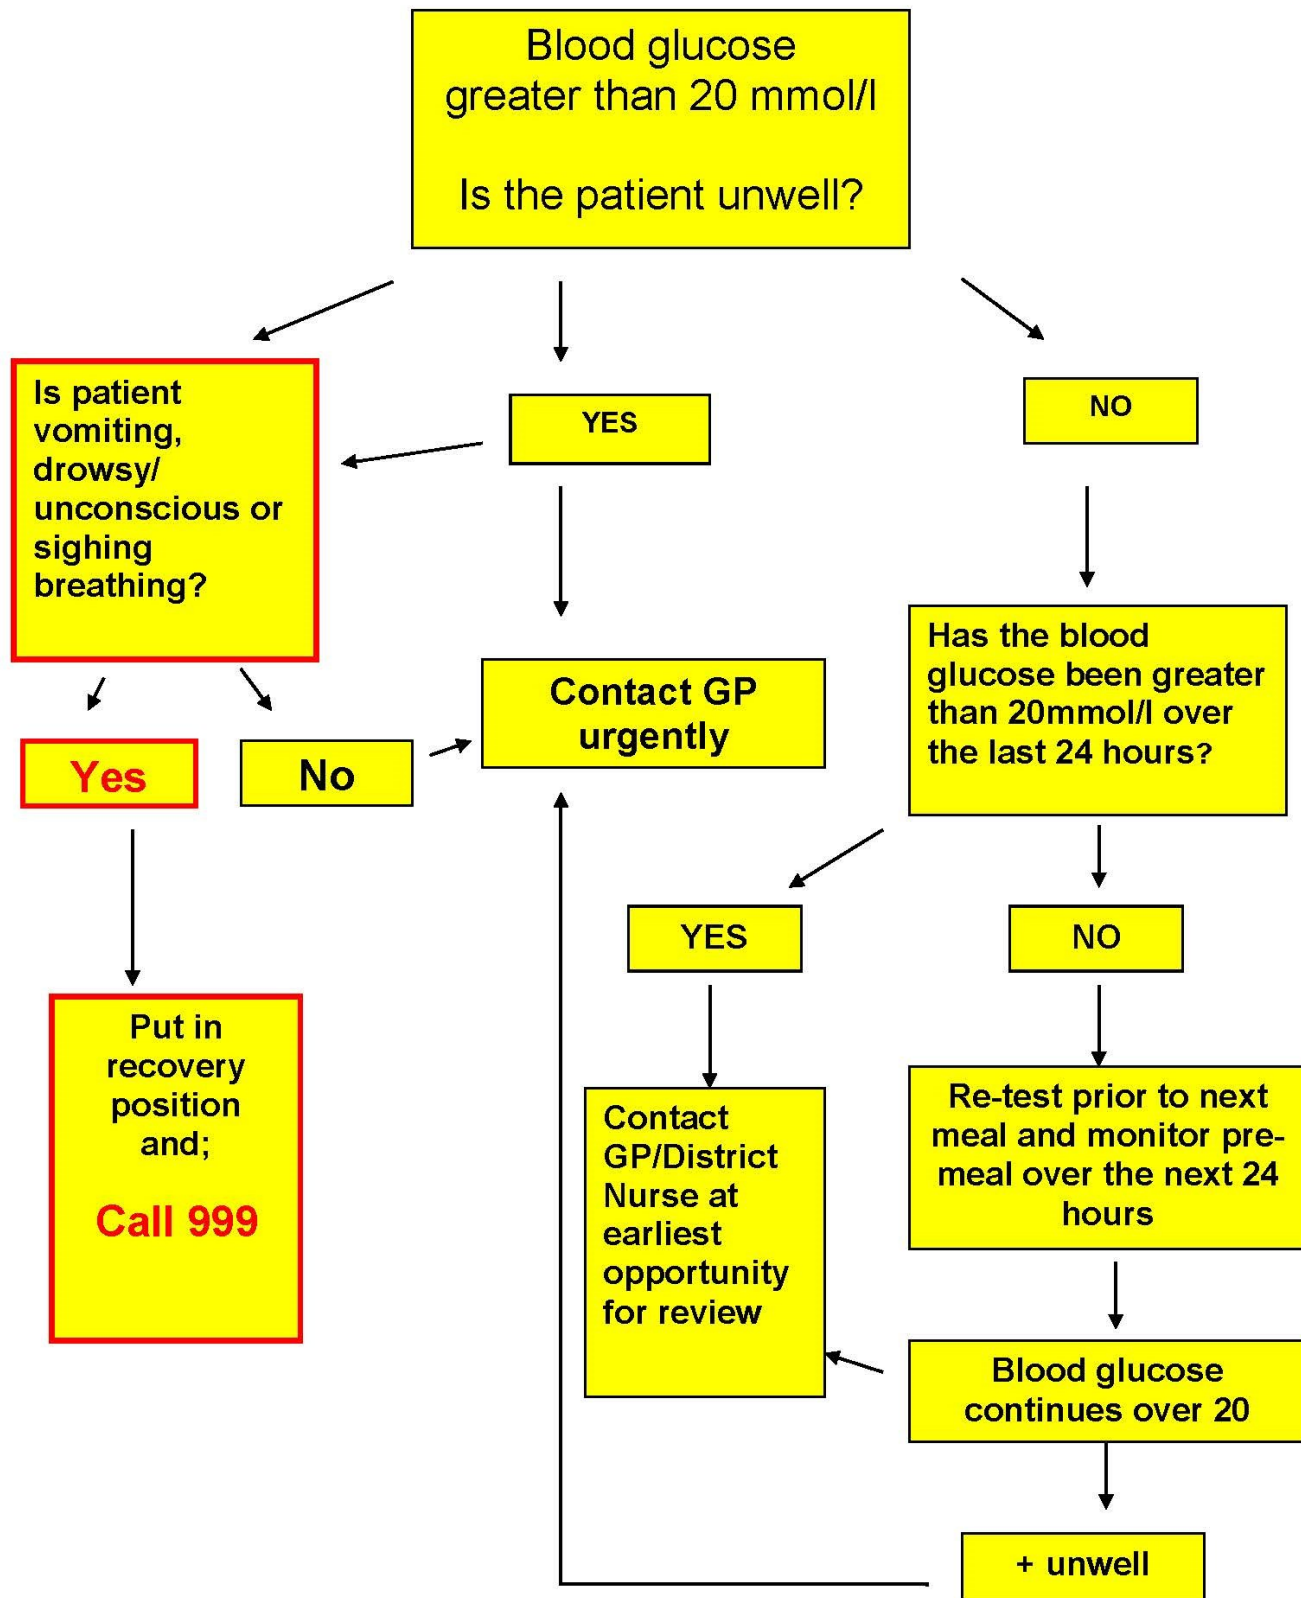 Blood glucose
greater than 20 mmol/l
Is the patient unwell?
Is patient
vomiting,
drowsy/
unconscious or
sighing
breathing?
YES
NO
Contact GP
urgently
Has the blood
glucose been greater
than 20mmol/l over
the last 24 hours?
Yes
No
YES
NO
Put in
recovery
position
and;
Call 999
Contact
GP/District
Nurse at
earliest
opportunity
for review
Re-test prior to next
meal and monitor pre-
meal over the next 24
hours
Blood glucose
continues over 20
+ unwell